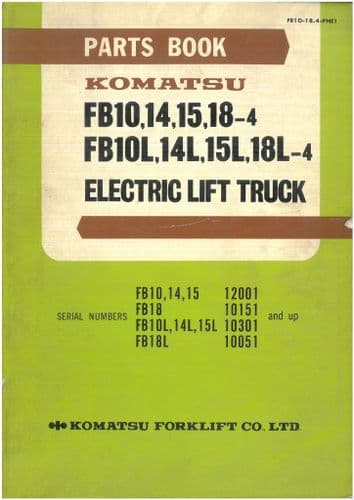 FB10-18.4-PNE1
PARTS BOOK
KOMATSU
FB10,14,15,18-4
FB10L,14L,15L,18L-4
ELECTRIC LIFT TRUCK
FB10,14,15 12001
SERIAL NUMBERS FB18 10151 and up
FB10L,14L,15L 10301
FB18L 10051
KOMATSU FORKLIFT CO., LTD.